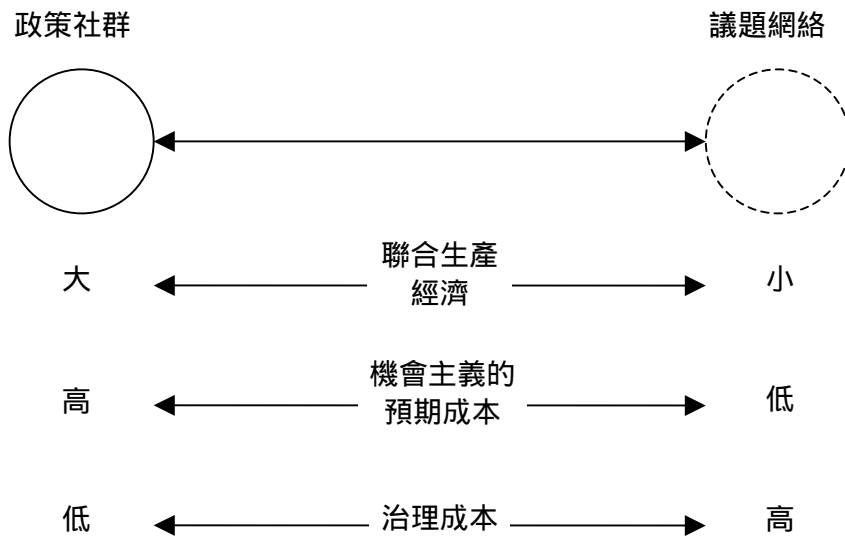 政策社群
議題網絡
大
聯合生產
經濟
小
高
機會主義的
預期成本
低
低
治理成本
高